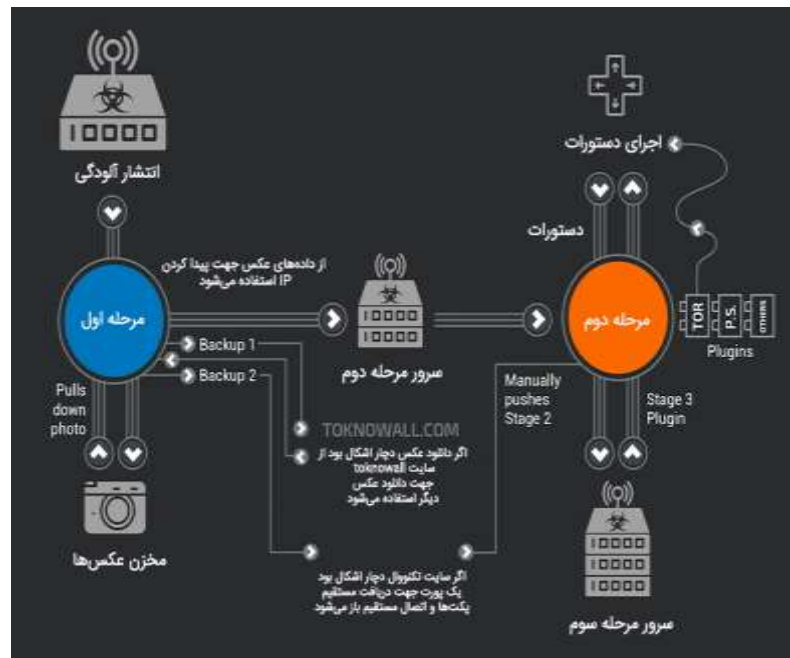 انتشار آلودگی
اجرای دستورات
دستورات
از داده‌های عکس جهت پیدا کردن
IP استفاده می‌شود
مرحله اول
سرور مرحله دوم
مرحله دوم
TOR
P.S.
OTHERS
Plugins
Backup 1
Backup 2
Pulls
down
photo
Manually
pushes
Stage 2
Stage 3
Plugin
TOKNOWALL.COM
اگر دانلود عکس دچار اشکال بود از
سایت toknowall
جهت دانلود عکس
دیگر استفاده می‌شود
مخزن عکس‌ها
اگر سایت تکنووال دچار اشکال بود
یک پورت جهت دریافت مستقیم
پکت‌ها و اتصال مستقیم باز می‌شود
سرور مرحله سوم